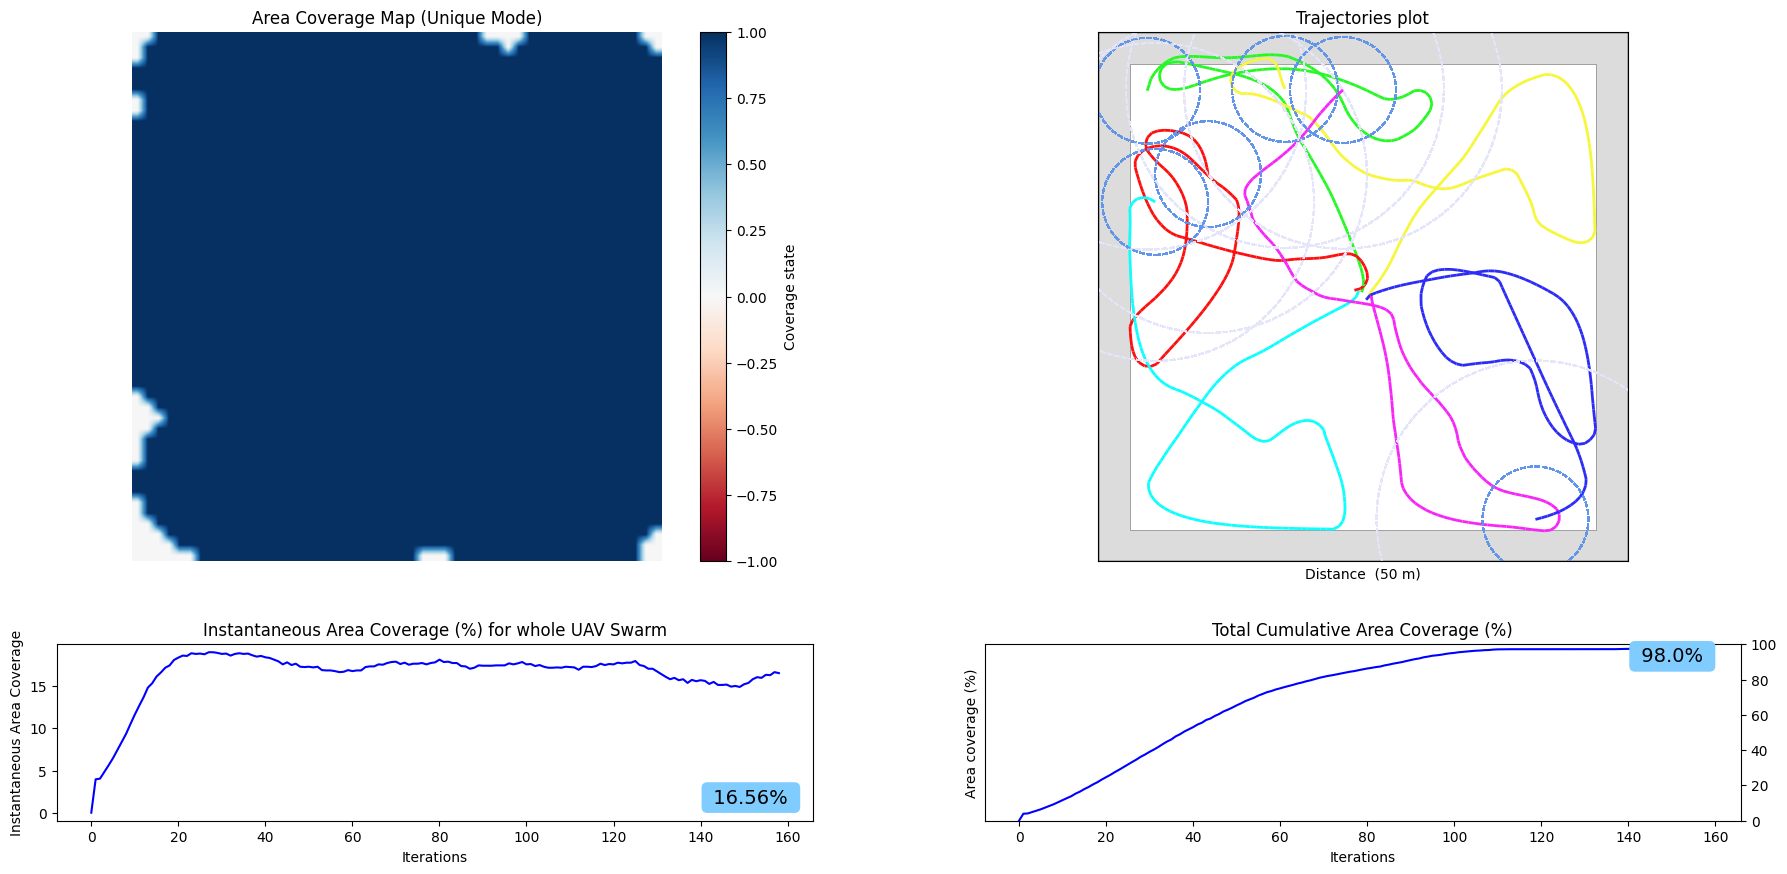 Area Coverage Map (Unique Mode)
1.00
0.75
0.50
0.25
0.00
−0.25
−0.50
−0.75
−1.00
Coverage state
Trajectories plot
Distance  (50 m)
Instantaneous Area Coverage (%) for whole UAV Swarm
Instantaneous Area Coverage
15
10
5
0
16.56%
0 20 40 60 80 100 120 140 160
Iterations
Total Cumulative Area Coverage (%)
Area coverage (%)
98.0%
100
80
60
40
20
0
0 20 40 60 80 100 120 140 160
Iterations